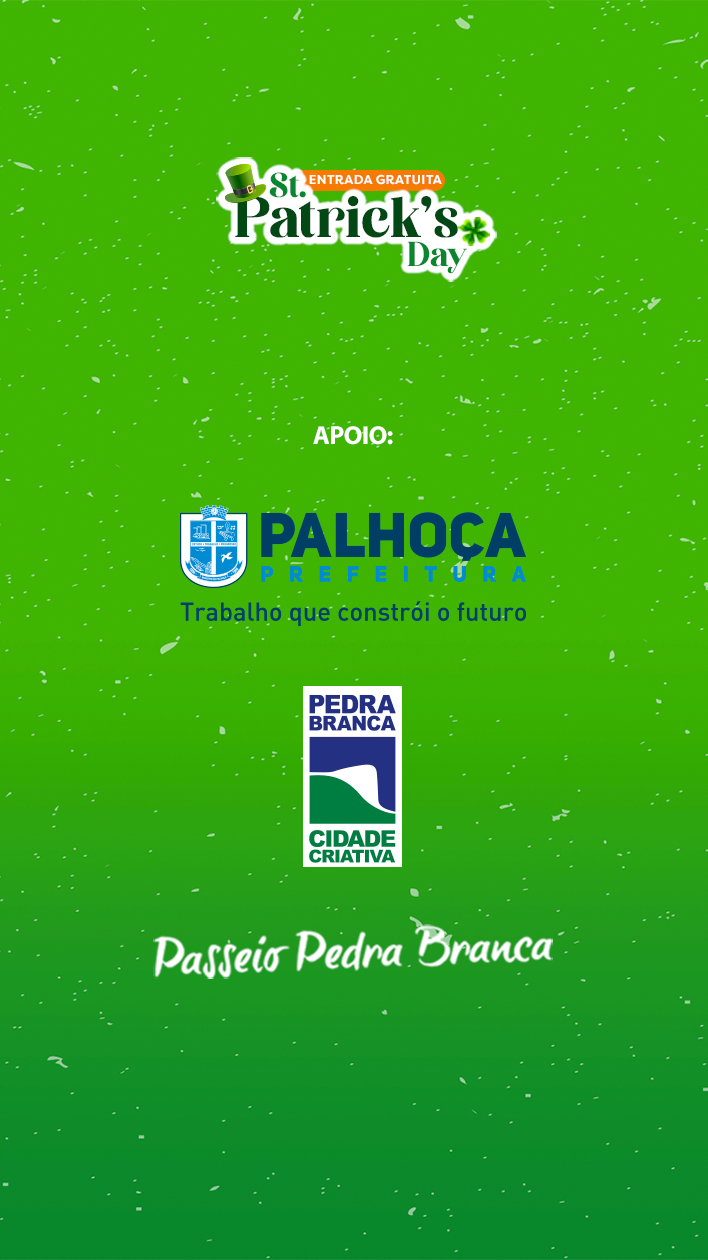 ENTRADA GRATUITA
St.
Patrick's
Day
APOIO:
PALHOÇA
PREFEITURA
Trabalho que constrói o futuro
PEDRA
BRANCA
CIDADE
CRIATIVA
Passeio Pedra Branca